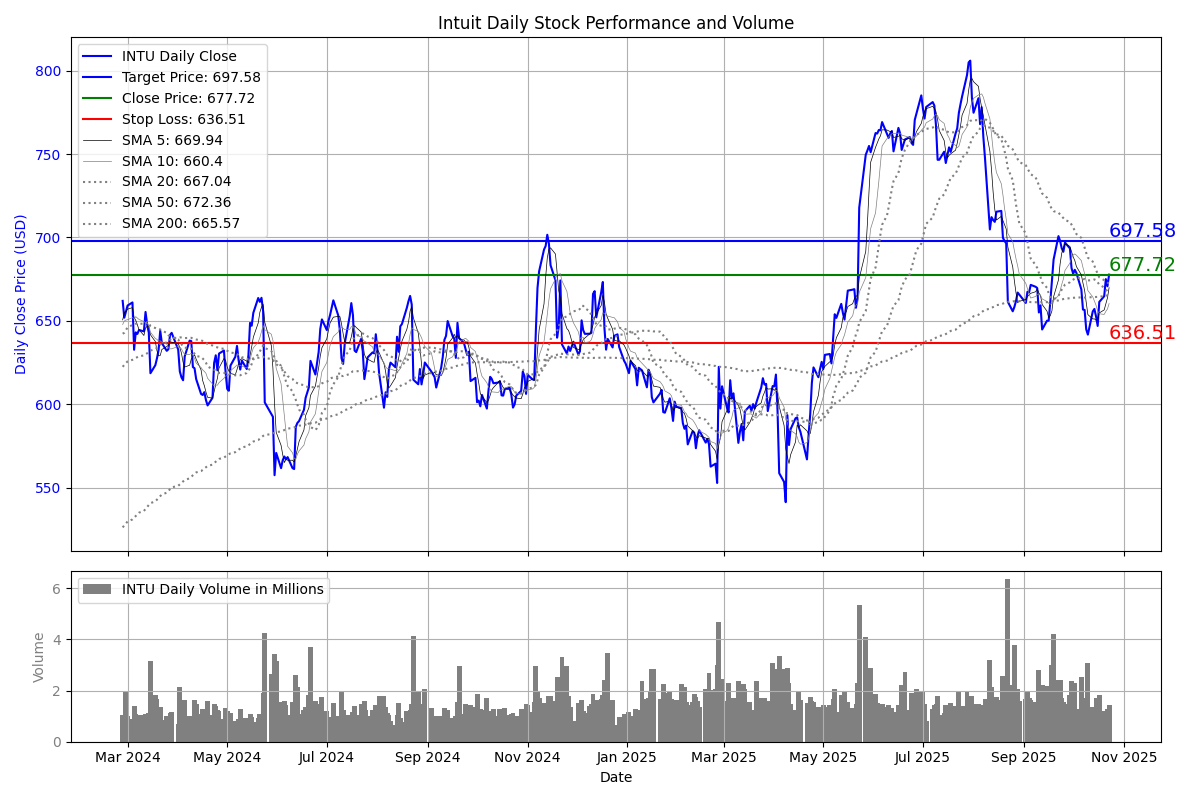 Intuit Daily Stock Performance and Volume
INTU Daily Close
Target Price: 697.58
Close Price: 677.72
Stop Loss: 636.51
SMA 5: 669.94
SMA 10: 660.4
SMA 20: 667.04
SMA 50: 672.36
SMA 200: 665.57
Daily Close Price (USD)
800
750
700
650
600
550
697.58
677.72
636.51
INTU Daily Volume in Millions
Volume
6
4
2
0
Mar 2024 May 2024 Jul 2024 Sep 2024 Nov 2024 Jan 2025 Mar 2025 May 2025 Jul 2025 Sep 2025 Nov 2025
Date